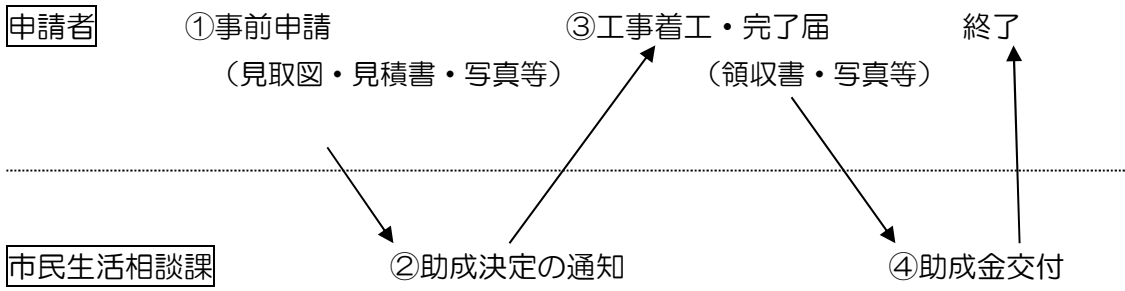 申請者 ①事前申請 ③工事着工・完了届 終了
（見取図・見積書・写真等） （領収書・写真等）
市民生活相談課 ②助成決定の通知 ④助成金交付